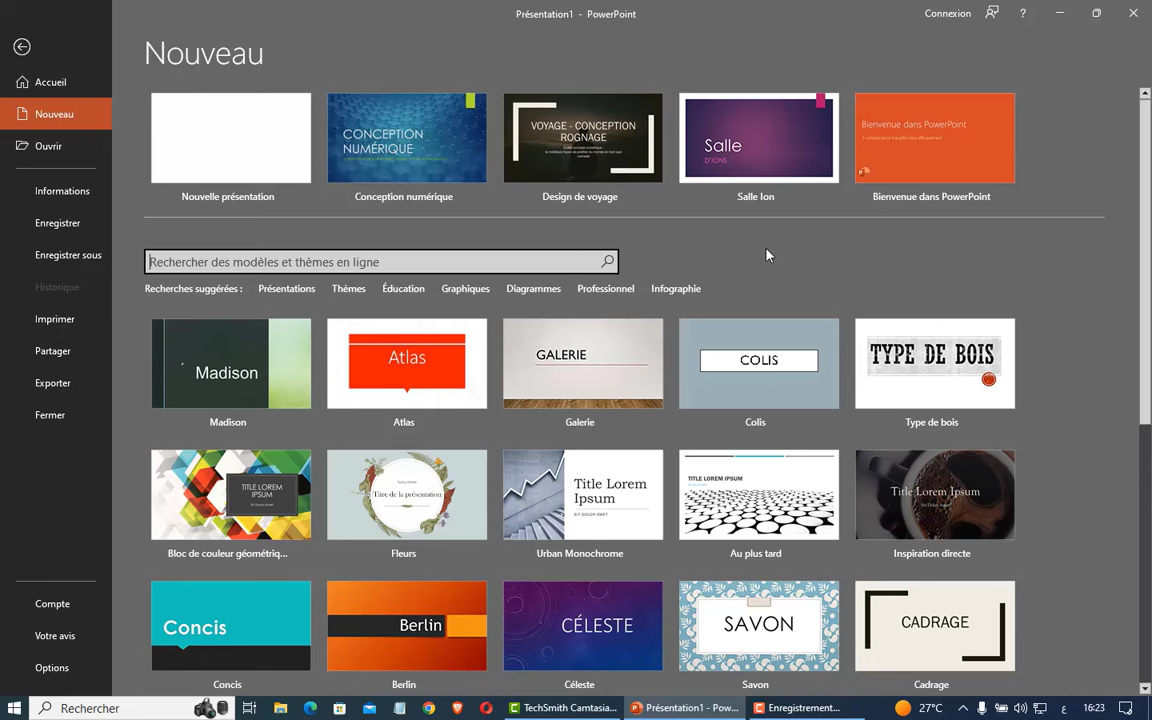 Présentation1 - PowerPoint
Connexion
?
Nouveau
Accueil
Nouveau
Ouvrir
Informations
Enregistrer
Enregistrer sous
Historique
Imprimer
Partager
Exporter
Fermer
Compte
Votre avis
Options
CONCEPTION
NUMÉRIQUE
VOYAGE - CONCEPTION
ROGNAGE
Salle
D'IONS
Bienvenue dans PowerPoint
Nouvelle présentation
Conception numérique
Design de voyage
Salle Ion
Bienvenue dans PowerPoint
Rechercher des modèles et thèmes en ligne
Recherches suggérées :
Présentations
Thèmes
Éducation
Graphiques
Diagrammes
Professionnel
Infographie
Madison
Atlas
GALERIE
COLIS
TYPE DE BOIS
Madison
Atlas
Galerie
Colis
Type de bois
TITLE LOREM
IPSUM
Titre de la présentation
Title Lorem
Ipsum
SIT DOLOR AMET
TITLE LOREM IPSUM
Title Lorem Ipsum
Sit Dolor Amet
Bloc de couleur géométriq...
Fleurs
Urban Monochrome
Au plus tard
Inspiration directe
Concis
Berlin
CÉLESTE
SAVON
CADRAGE
Concis
Berlin
Céleste
Savon
Cadrage
Rechercher
TechSmith Camtasia...
Présentation1 - Pow...
Enregistrement...
27°C
ع
16:23